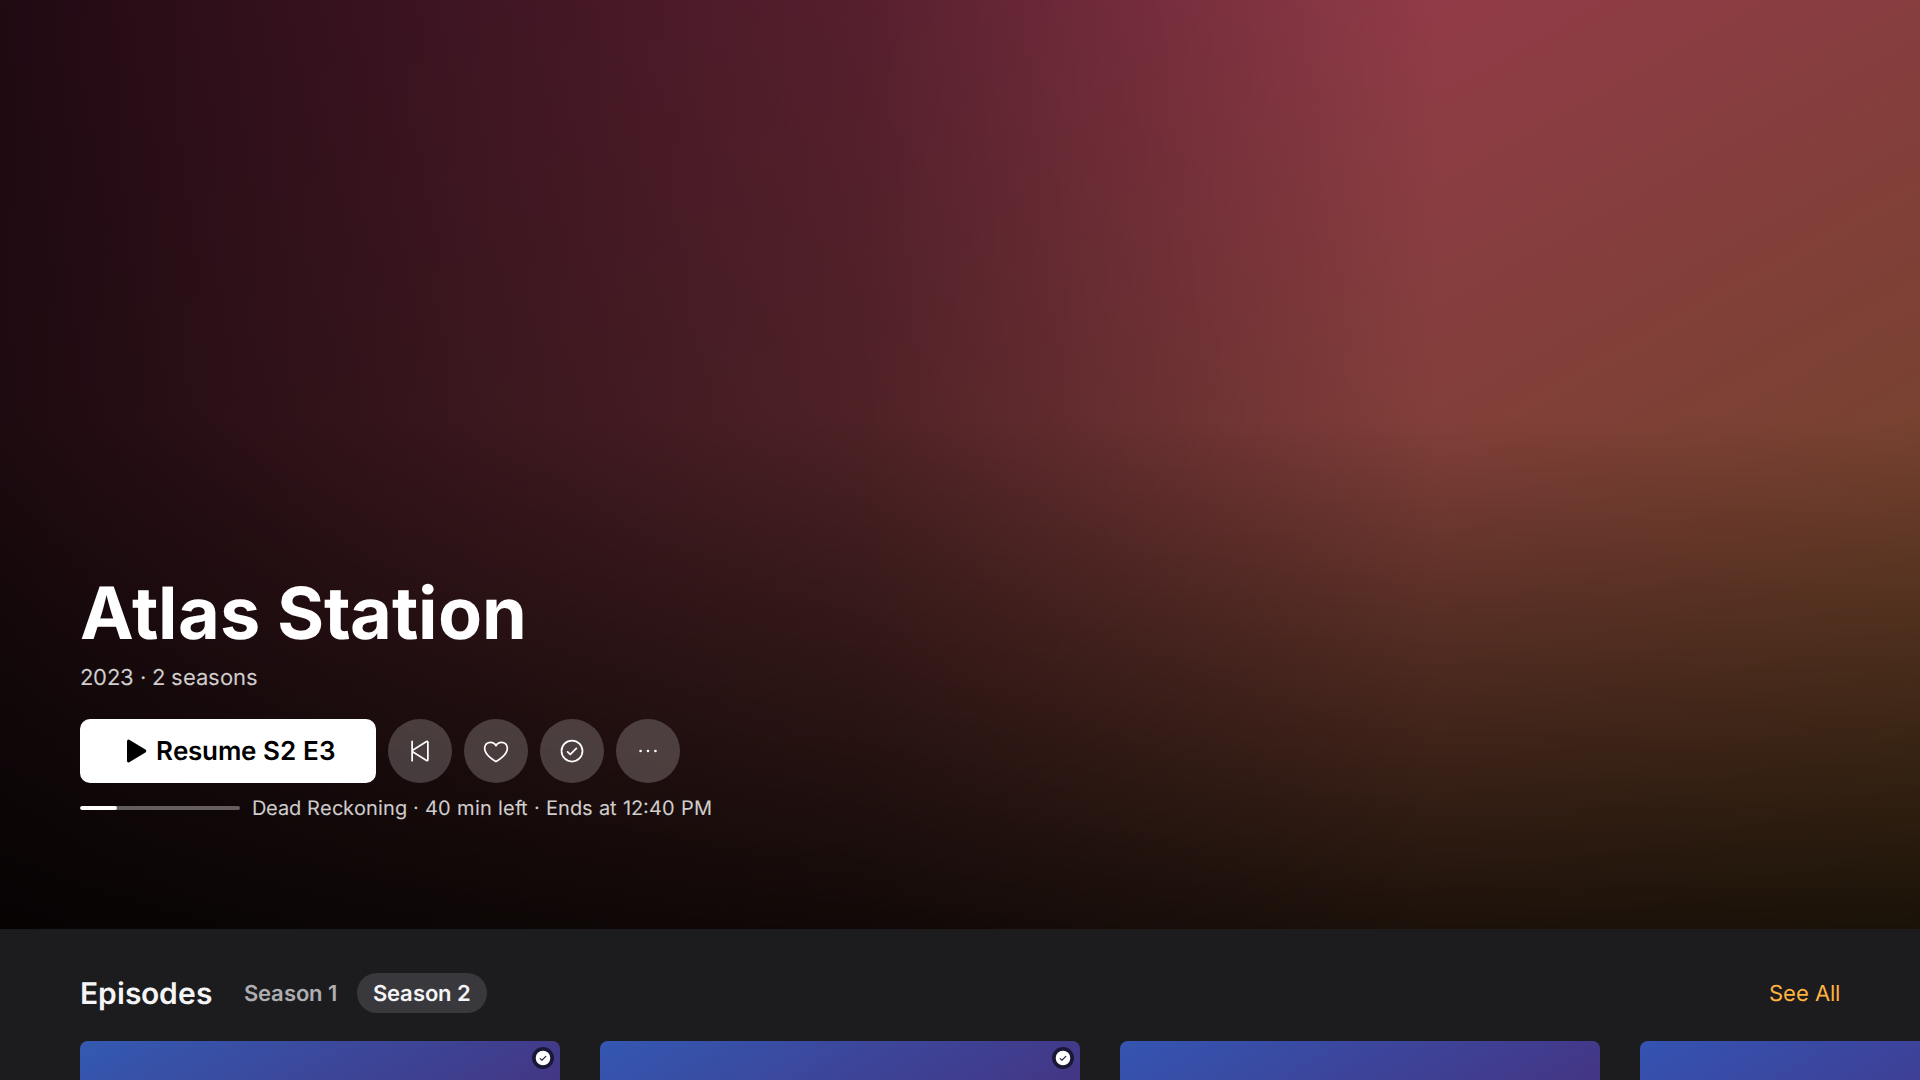 Atlas Station
2023 · 2 seasons
Resume S2 E3
Dead Reckoning · 40 min left · Ends at 12:40 PM
Episodes Season 1 Season 2 See All